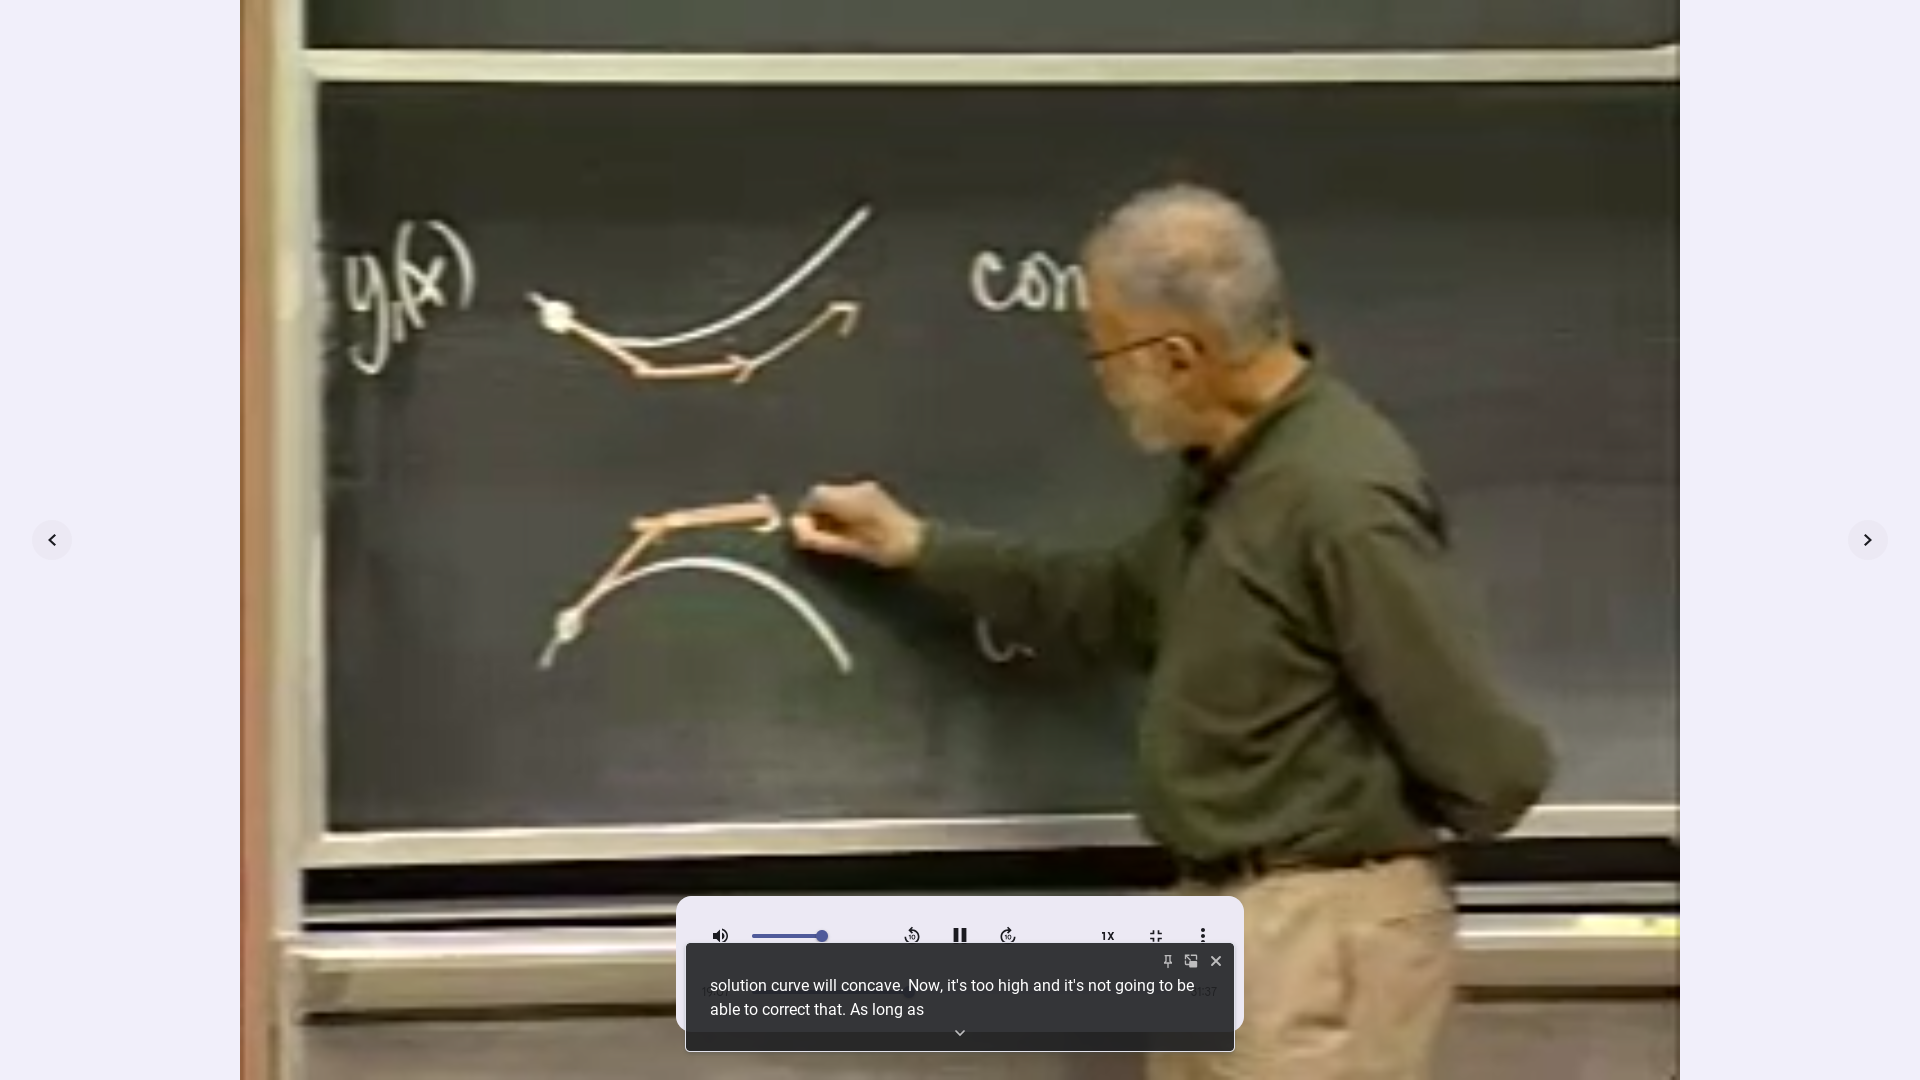 y₁(x)
con
1X
solution curve will concave. Now, it's too high and it's not going to be
able to correct that. As long as